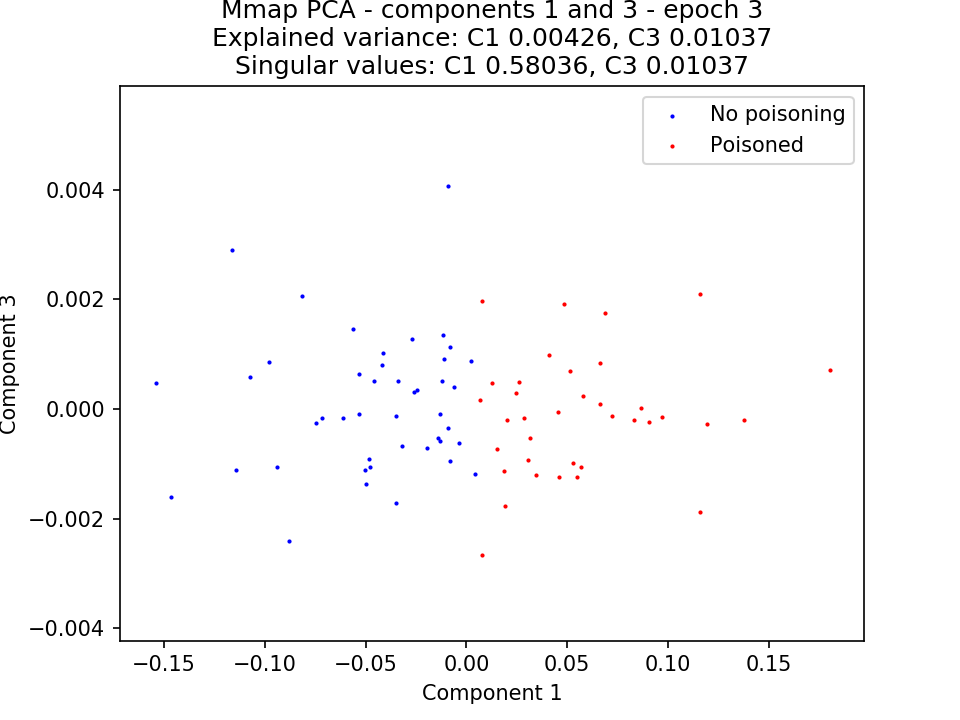 Mmap PCA - components 1 and 3 - epoch 3
Explained variance: C1 0.00426, C3 0.01037
Singular values: C1 0.58036, C3 0.01037
No poisoning
Poisoned
Component 3
0.004
0.002
0.000
−0.002
−0.004
−0.15
−0.10
−0.05
0.00
0.05
0.10
0.15
Component 1